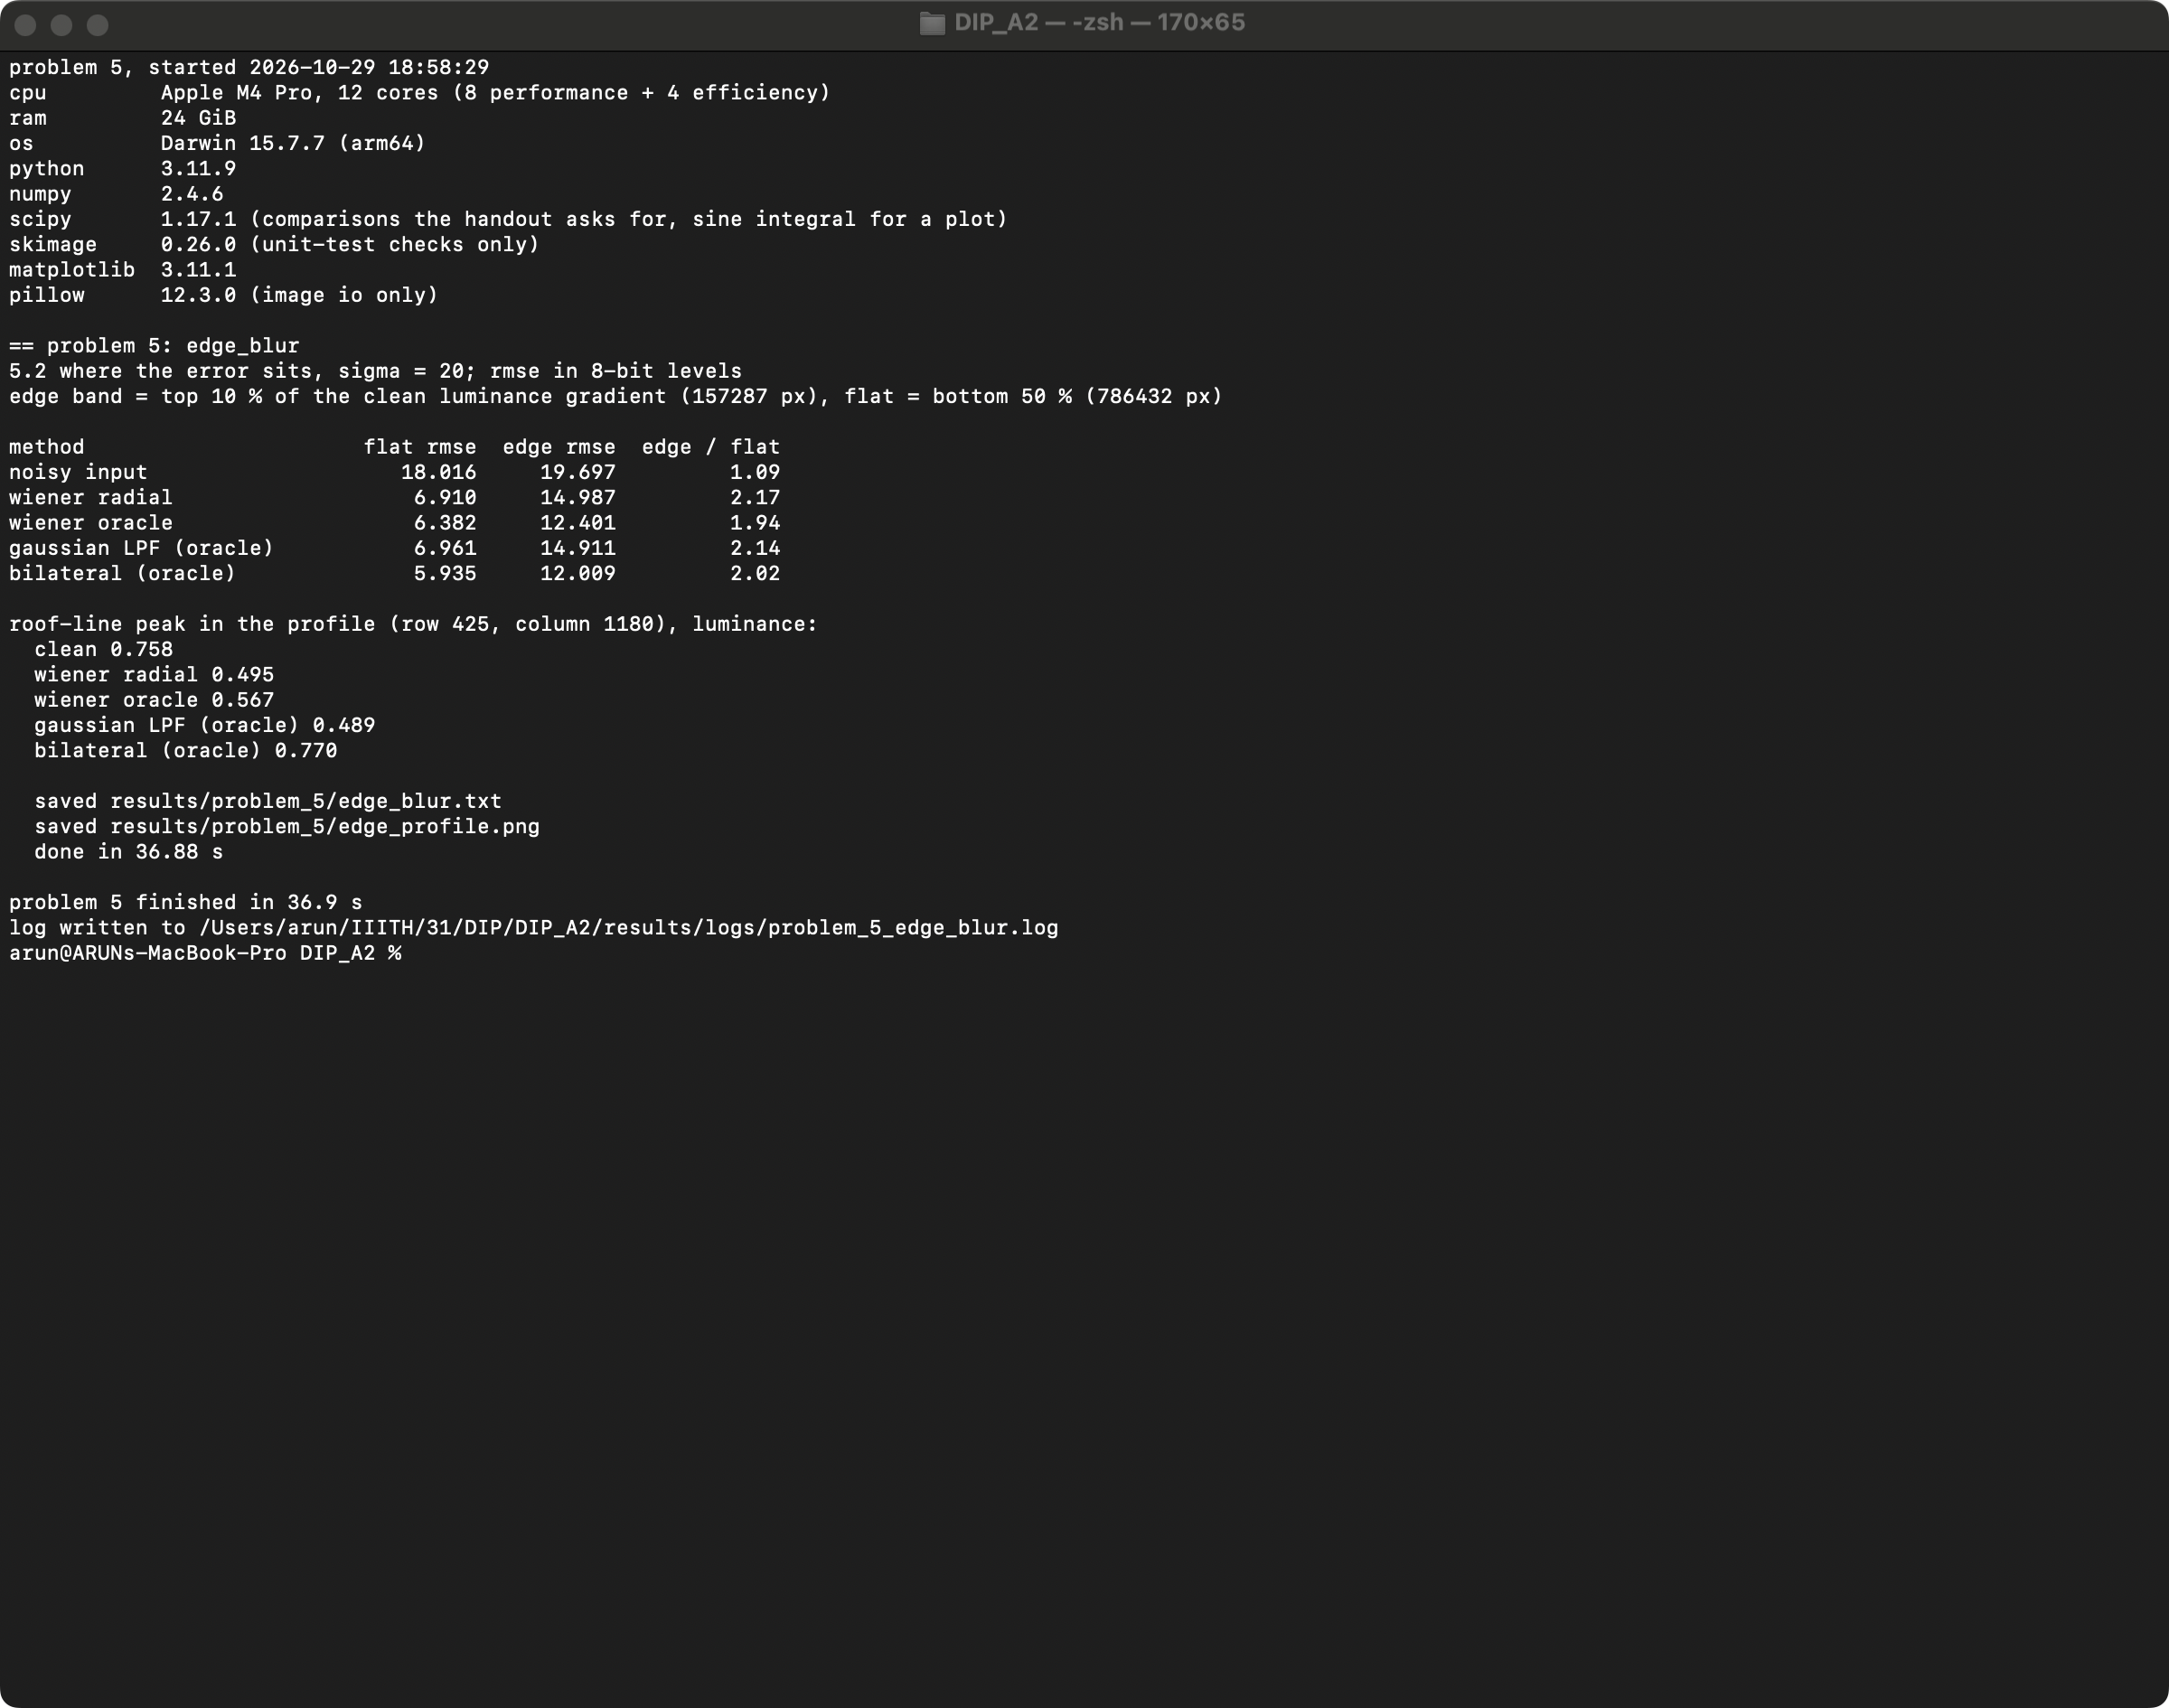 DIP_A2 — -zsh — 170×65
problem 5, started 2026-10-29 18:58:29
cpu         Apple M4 Pro, 12 cores (8 performance + 4 efficiency)
ram         24 GiB
os          Darwin 15.7.7 (arm64)
python      3.11.9
numpy       2.4.6
scipy       1.17.1 (comparisons the handout asks for, sine integral for a plot)
skimage     0.26.0 (unit-test checks only)
matplotlib  3.11.1
pillow      12.3.0 (image io only)

== problem 5: edge_blur
5.2 where the error sits, sigma = 20; rmse in 8-bit levels
edge band = top 10 % of the clean luminance gradient (157287 px), flat = bottom 50 % (786432 px)

method                      flat rmse  edge rmse  edge / flat
noisy input                    18.016     19.697         1.09
wiener radial                   6.910     14.987         2.17
wiener oracle                   6.382     12.401         1.94
gaussian LPF (oracle)           6.961     14.911         2.14
bilateral (oracle)              5.935     12.009         2.02

roof-line peak in the profile (row 425, column 1180), luminance:
  clean 0.758
  wiener radial 0.495
  wiener oracle 0.567
  gaussian LPF (oracle) 0.489
  bilateral (oracle) 0.770

  saved results/problem_5/edge_blur.txt
  saved results/problem_5/edge_profile.png
  done in 36.88 s

problem 5 finished in 36.9 s
log written to /Users/arun/IIITH/31/DIP/DIP_A2/results/logs/problem_5_edge_blur.log
arun@ARUNs-MacBook-Pro DIP_A2 %